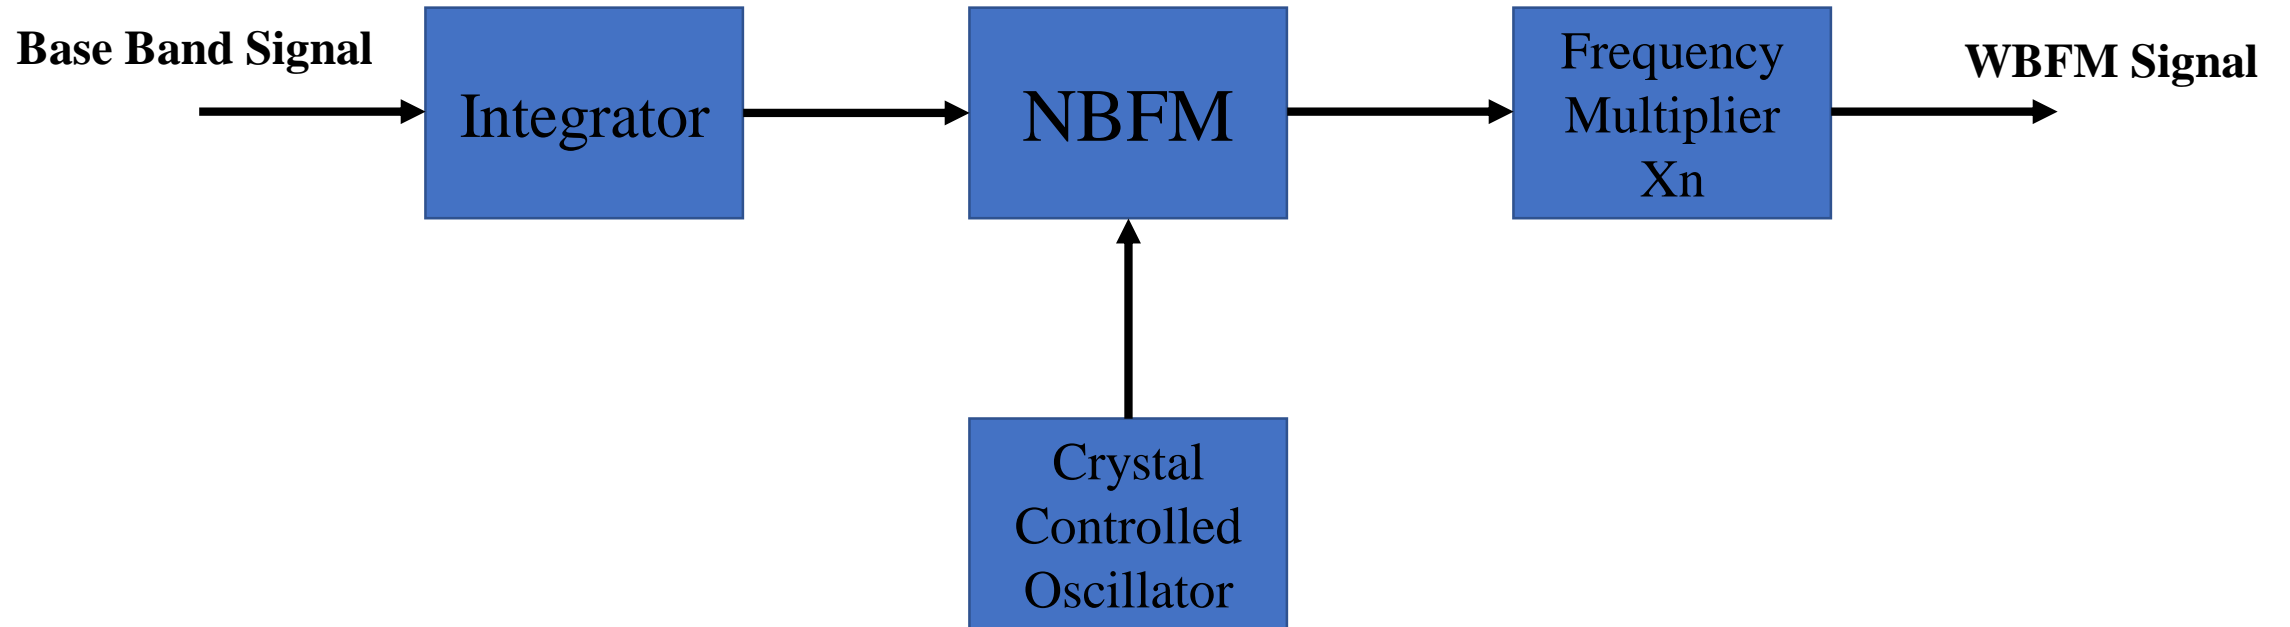 Base Band Signal
Integrator
NBFM
Frequency
Multiplier
Xn
WBFM Signal
Crystal
Controlled
Oscillator